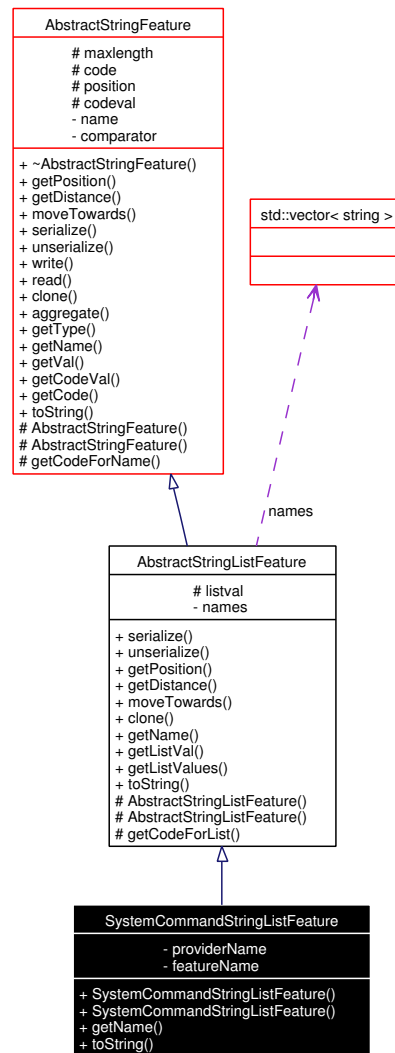 AbstractStringFeature
# maxlength
# code
# position
# codeval
- name
- comparator
+ ~AbstractStringFeature()
+ getPosition()
+ getDistance()
+ moveTowards()
+ serialize()
+ unserialize()
+ write()
+ read()
+ clone()
+ aggregate()
+ getType()
+ getName()
+ getVal()
+ getCodeVal()
+ getCode()
+ toString()
# AbstractStringFeature()
# AbstractStringFeature()
# getCodeForName()
std::vector< string >
names
AbstractStringListFeature
# listval
- names
+ serialize()
+ unserialize()
+ getPosition()
+ getDistance()
+ moveTowards()
+ clone()
+ getName()
+ getListVal()
+ getListValues()
+ toString()
# AbstractStringListFeature()
# AbstractStringListFeature()
# getCodeForList()
SystemCommandStringListFeature
- providerName
- featureName
+ SystemCommandStringListFeature()
+ SystemCommandStringListFeature()
+ getName()
+ toString()